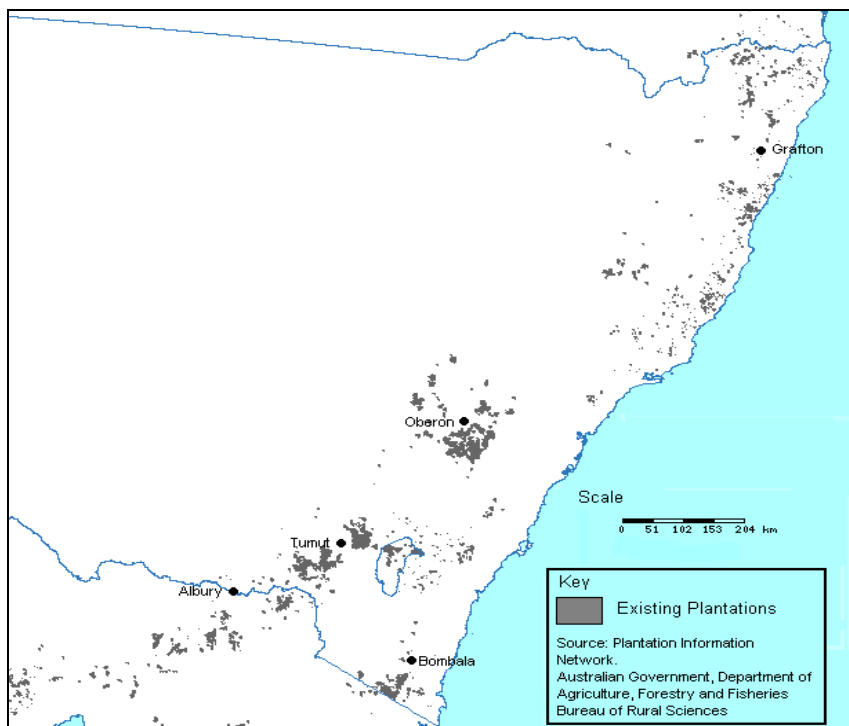 Grafton
Oberon
Scale
0 51 102 153 204 km
Tumut
Albury
Bombala
Key
Existing Plantations
Source: Plantation Information
Network.
Australian Government, Department of
Agriculture, Forestry and Fisheries
Bureau of Rural Sciences